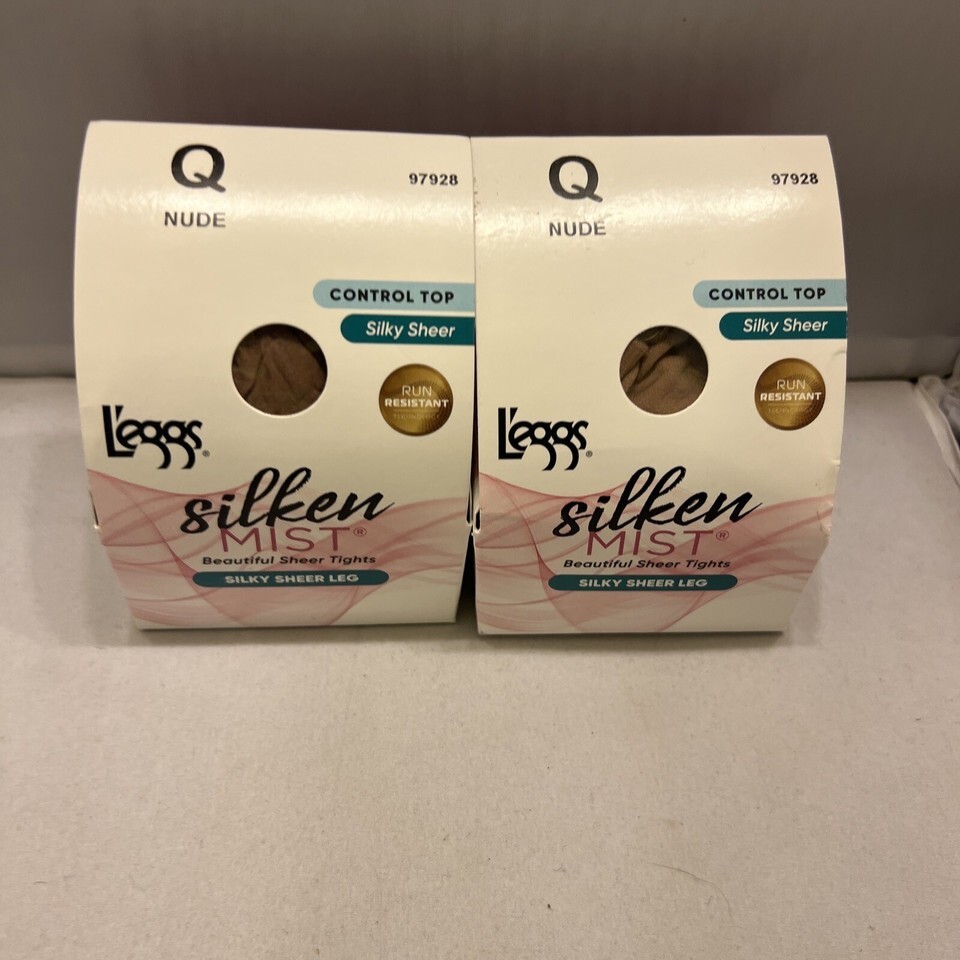 Q
97928
NUDE
CONTROL TOP
Silky Sheer
RUN
RESISTANT
L'eggs®
silken
MIST®
Beautiful Sheer Tights
SILKY SHEER LEG
Q
97928
NUDE
CONTROL TOP
Silky Sheer
RUN
RESISTANT
L'eggs®
silken
MIST®
Beautiful Sheer Tights
SILKY SHEER LEG